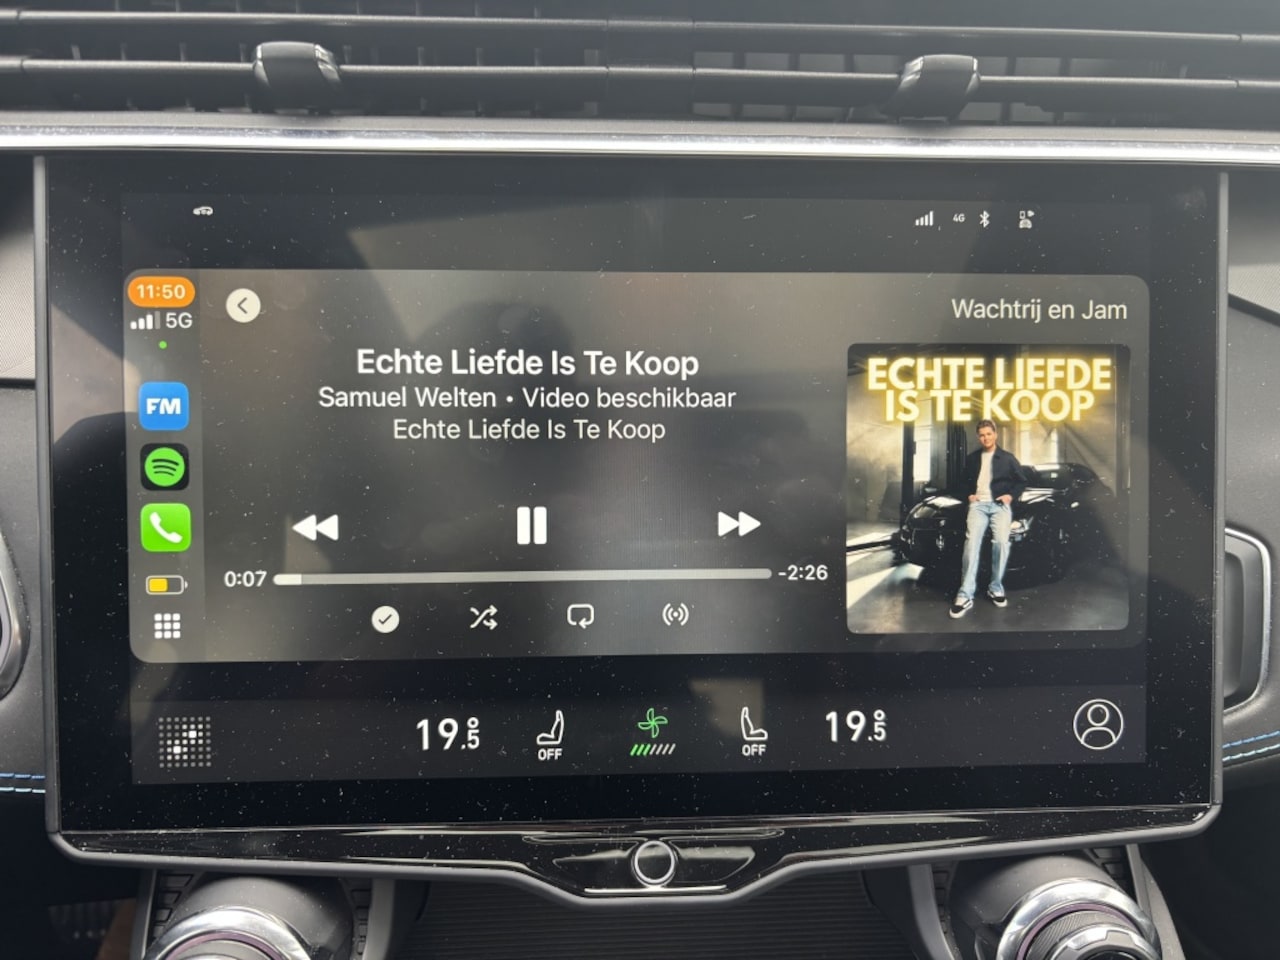 4G
11:50
5G
Wachtrij en Jam
FM
Echte Liefde Is Te Koop
Samuel Welten • Video beschikbaar
Echte Liefde Is Te Koop
ECHTE LIEFDE
IS TE KOOP
0:07
-2:26
19.5
OFF
OFF
19.5